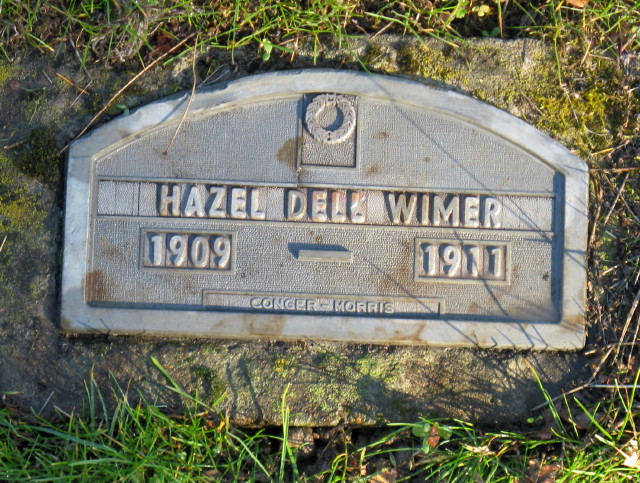 HAZEL DELL WIMER
1909 – 1911
CONGER–MORRIS